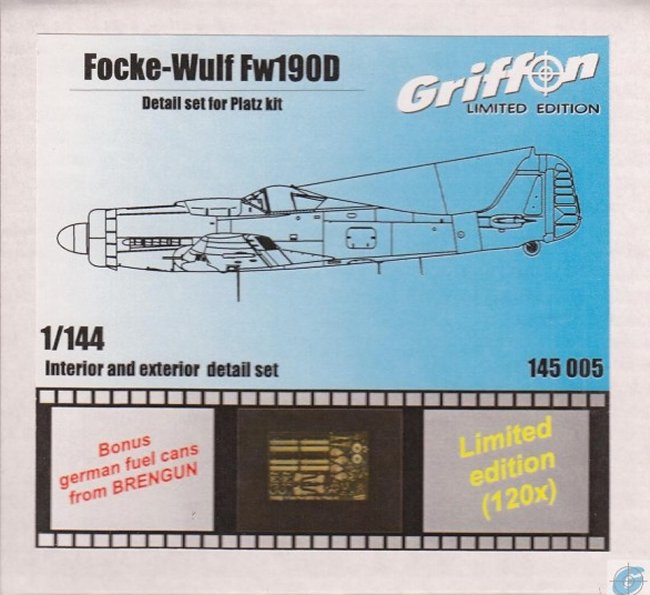 Focke-Wulf Fw190D
Detail set for Platz kit
Griffon
LIMITED EDITION
1/144
Interior and exterior detail set
145 005
Bonus
german fuel cans
from BRENGUN
Limited
edition
(120x)